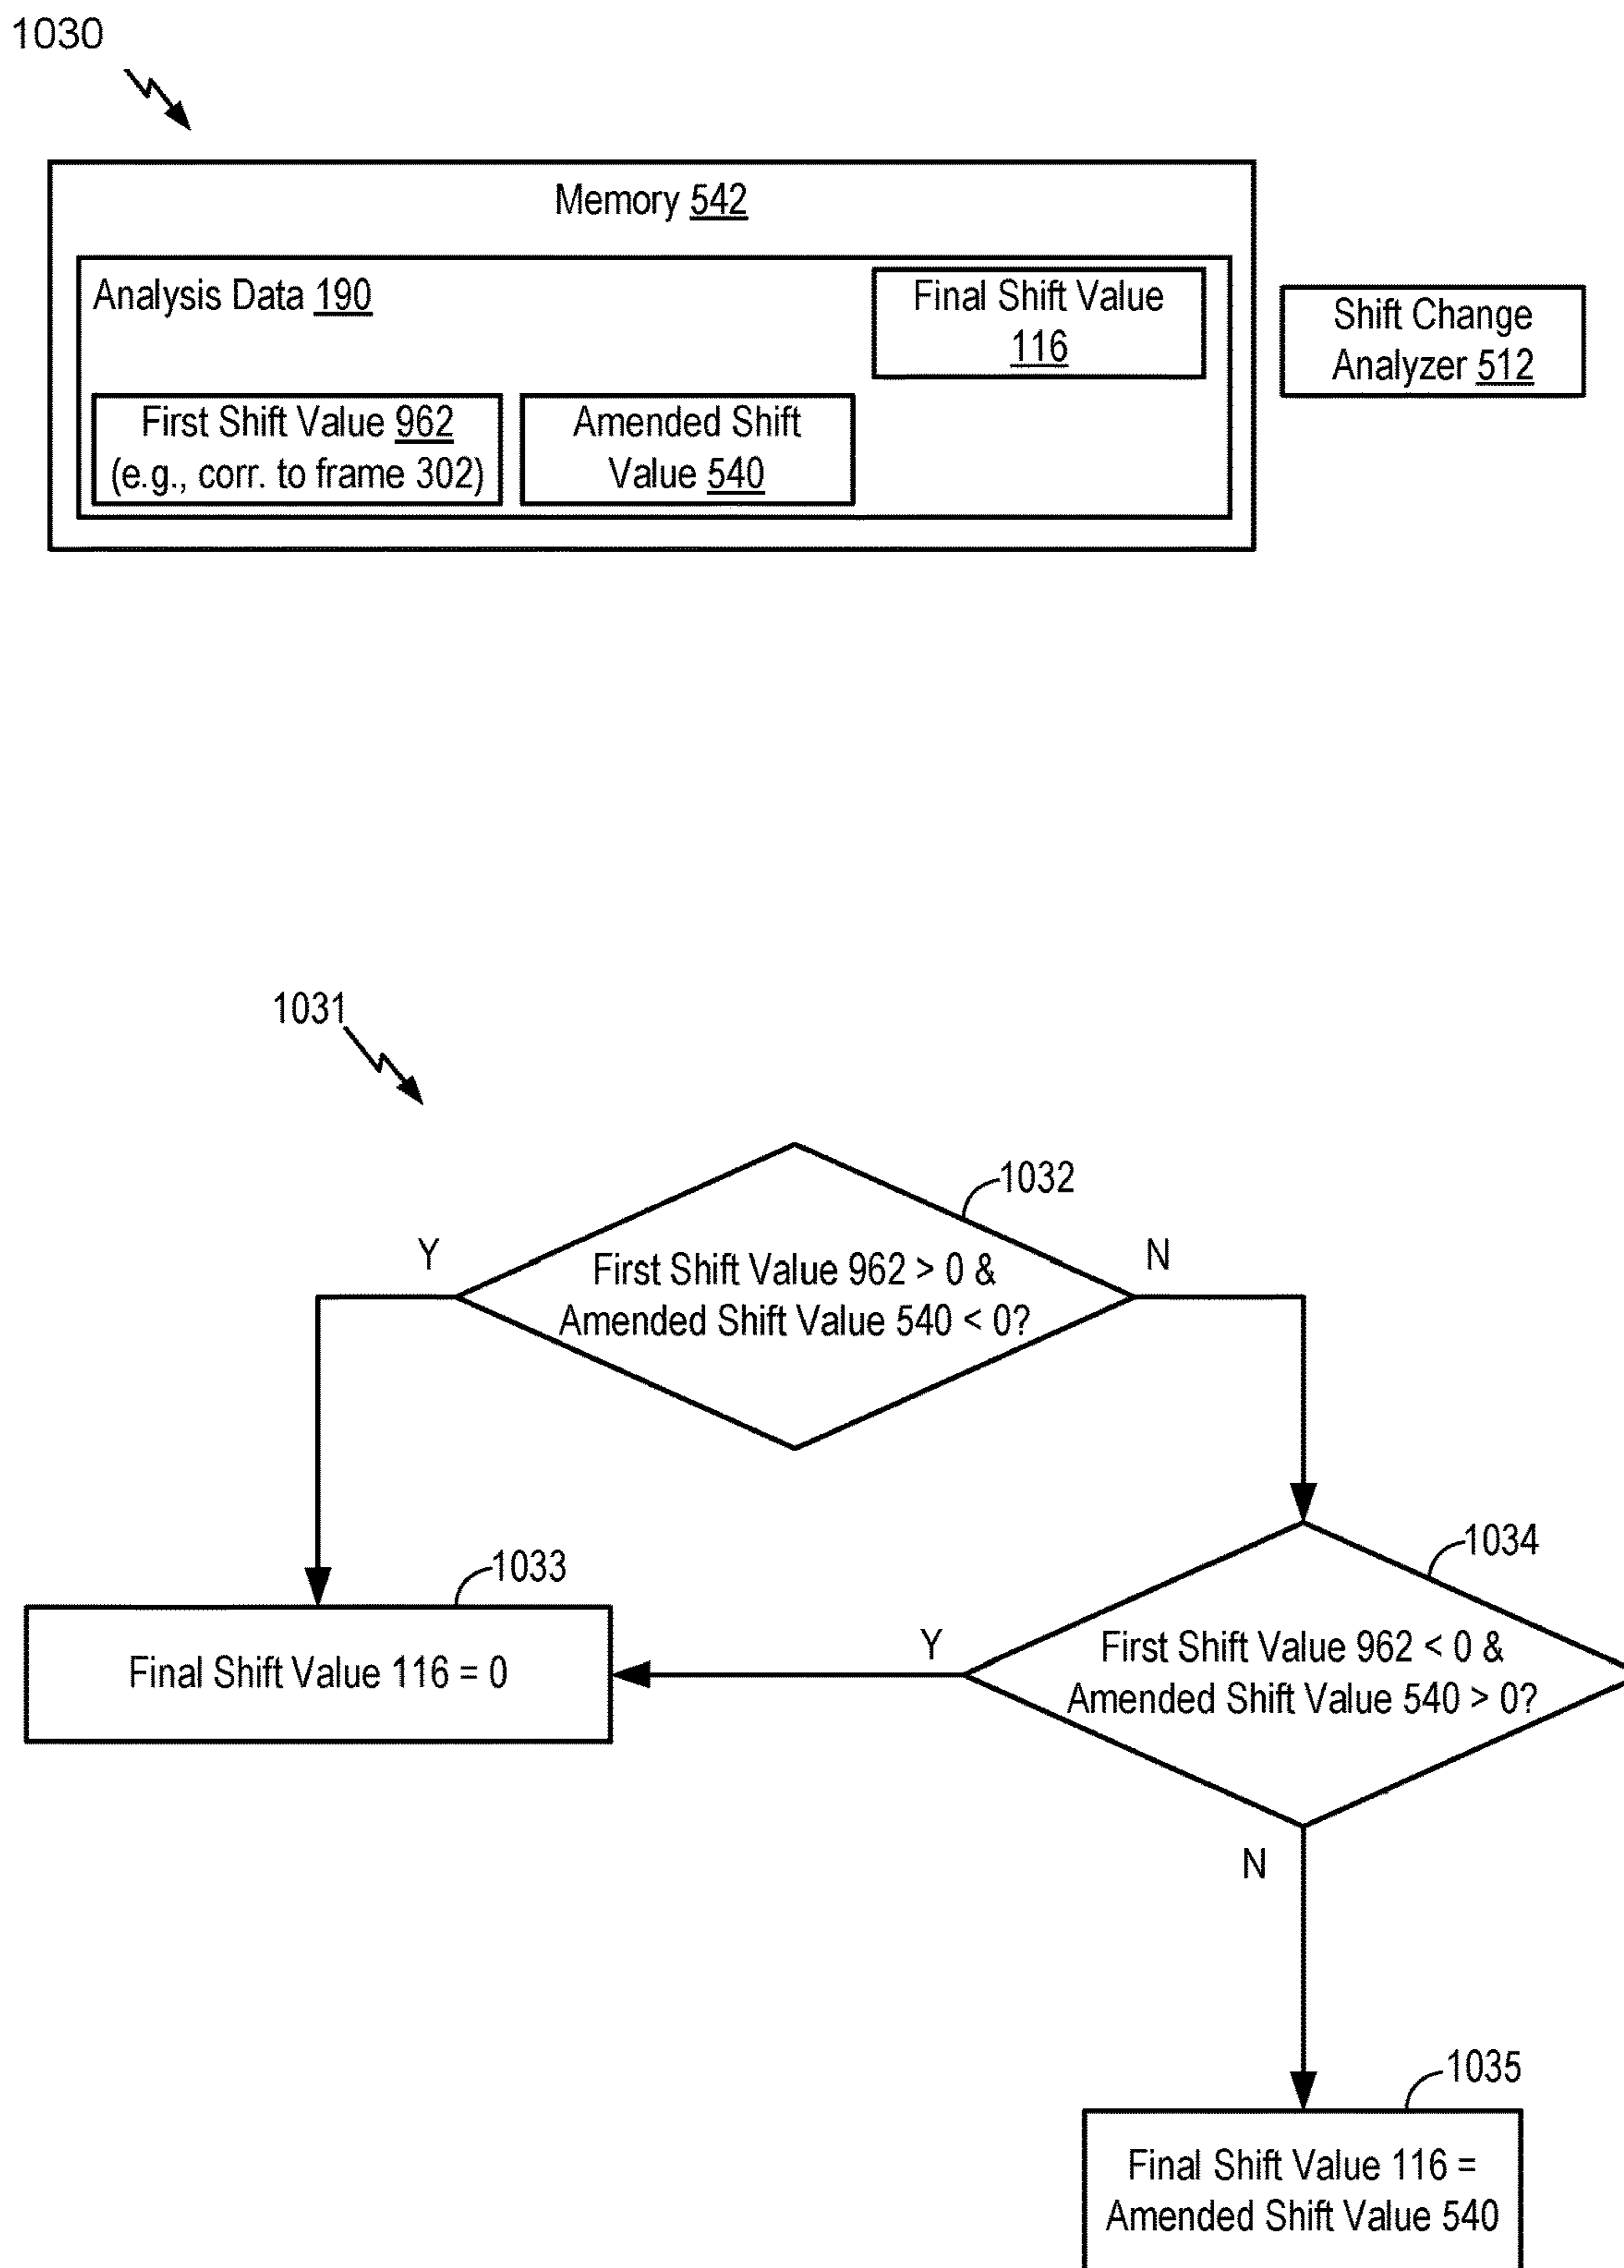 1030
Memory 542
Analysis Data 190
Final Shift Value
116
Shift Change
Analyzer 512
First Shift Value 962
(e.g., corr. to frame 302)
Amended Shift
Value 540
1031
1032
Y
N
First Shift Value 962 > 0 &
Amended Shift Value 540 < 0?
1033
1034
Final Shift Value 116 = 0
Y
First Shift Value 962 < 0 &
Amended Shift Value 540 > 0?
N
1035
Final Shift Value 116 =
Amended Shift Value 540